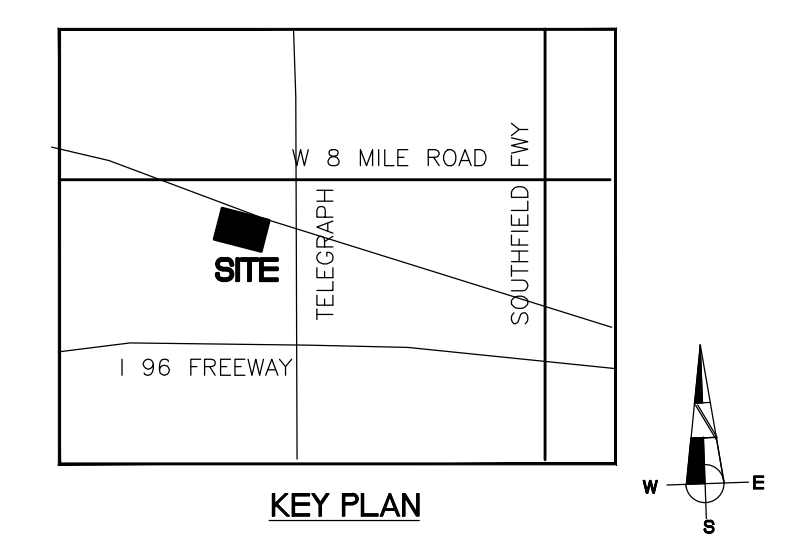 W 8 MILE ROAD
SOUTHFIELD FWY
TELEGRAPH
SITE
I 96 FREEWAY
KEY PLAN
W
E
S